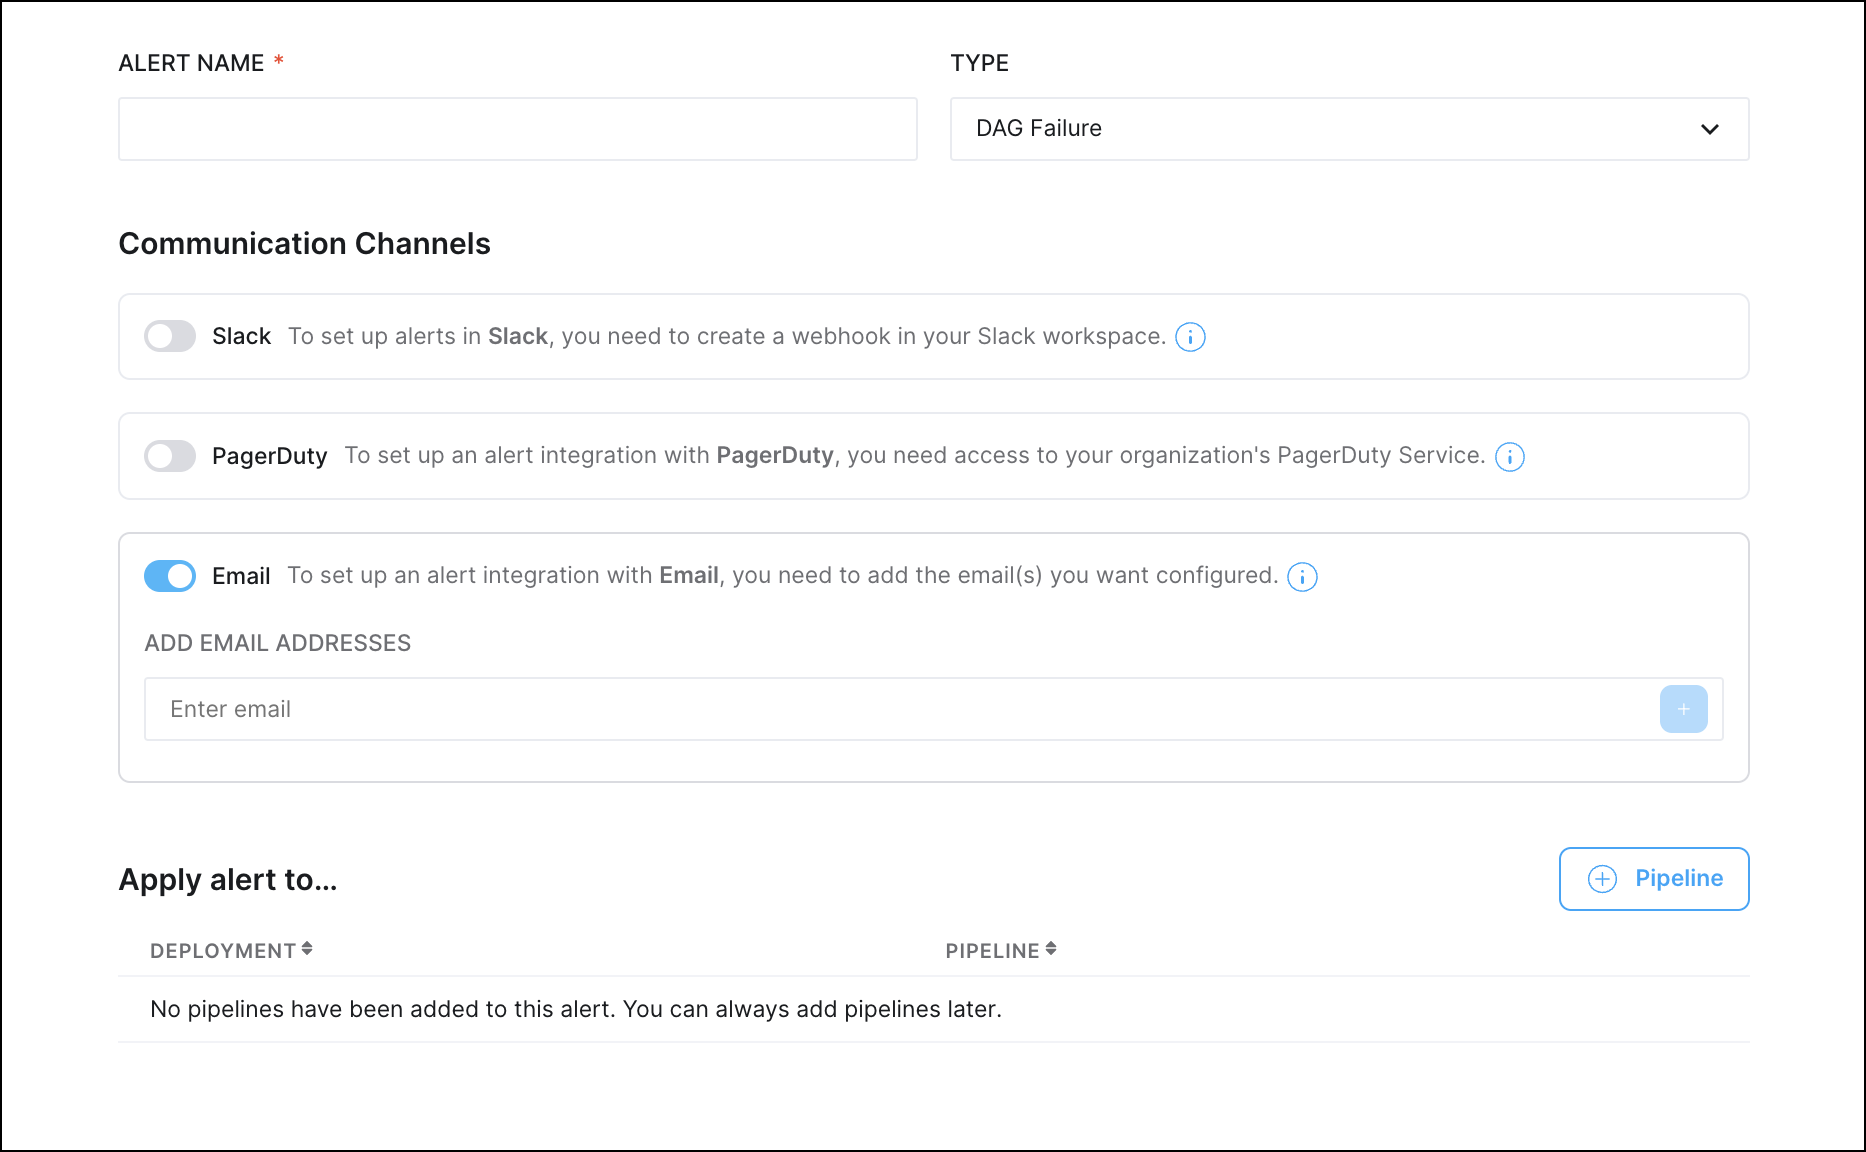 ALERT NAME *
TYPE
DAG Failure
Communication Channels
Slack To set up alerts in Slack, you need to create a webhook in your Slack workspace.
PagerDuty To set up an alert integration with PagerDuty, you need access to your organization's PagerDuty Service.
Email To set up an alert integration with Email, you need to add the email(s) you want configured.
ADD EMAIL ADDRESSES
Enter email
Apply alert to...
Pipeline
DEPLOYMENT
PIPELINE
No pipelines have been added to this alert. You can always add pipelines later.